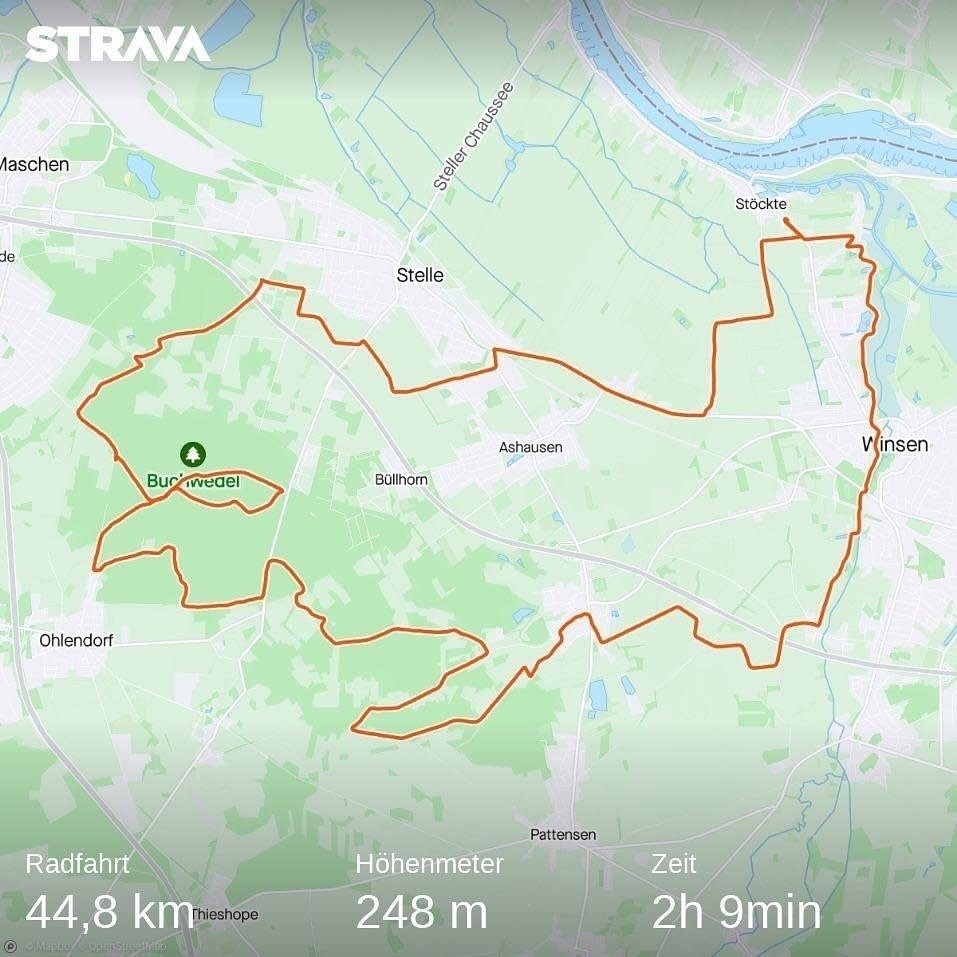 STRAVA
Steller Chaussee
Maschen
Stöckte
de
Stelle
Winsen
Ashausen
Buchwedel
Büllhorn
Ohlendorf
Pattensen
Radfahrt
Höhenmeter
Zeit
44,8 km
248 m
2h 9min
Thieshope
© Mapbox © OpenStreetMap